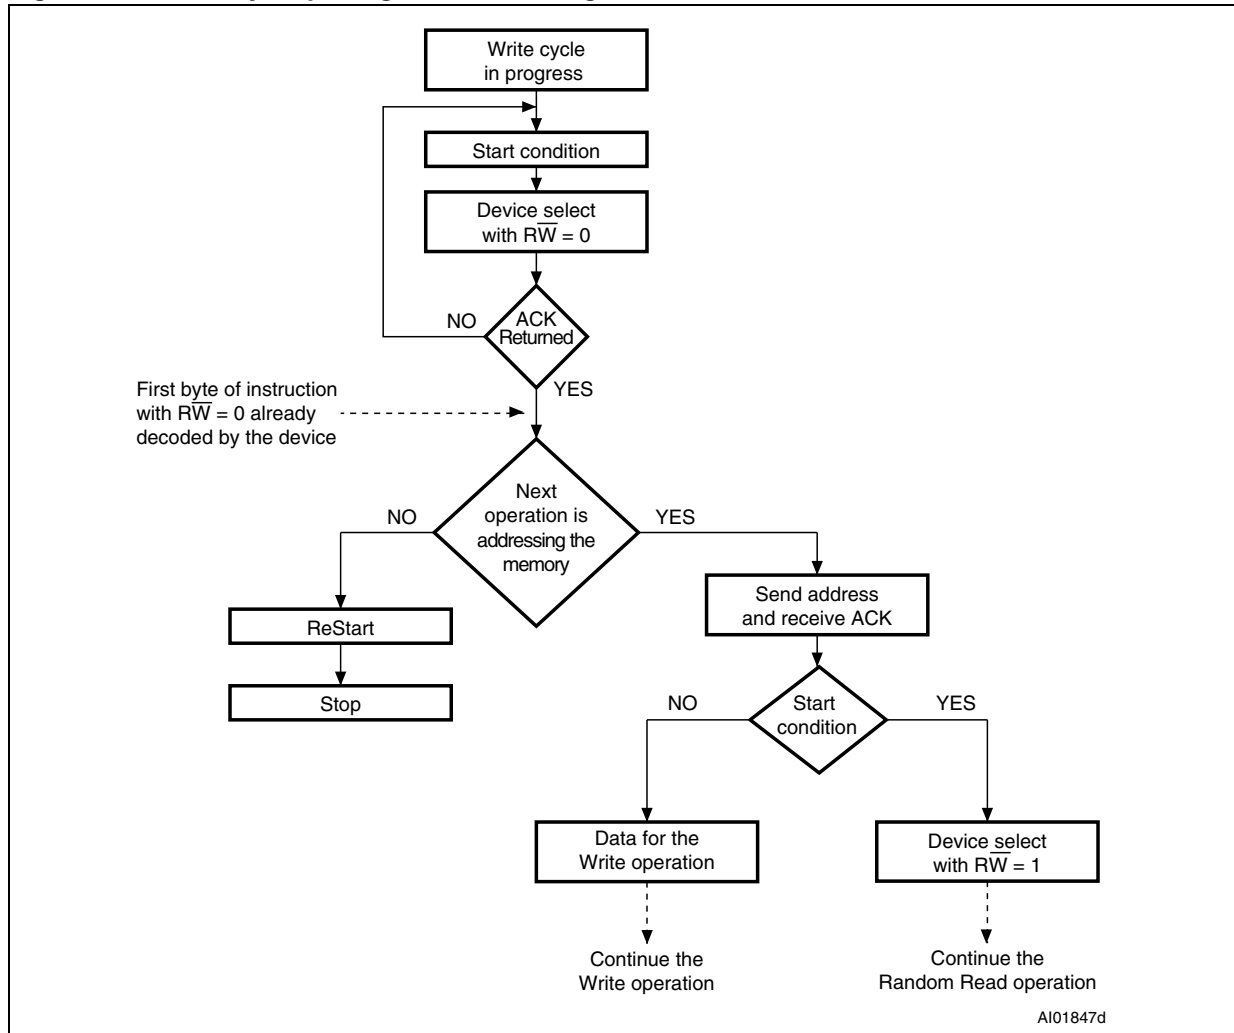 Write cycle
in progress
Start condition
Device select
with RW̅ = 0
NO
ACK
Returned
YES
First byte of instruction
with RW̅ = 0 already
decoded by the device
Next
operation is
addressing the
memory
NO
YES
Send address
and receive ACK
ReStart
Stop
NO
Start
condition
YES
Data for the
Write operation
Device select
with RW̅ = 1
Continue the
Write operation
Continue the
Random Read operation
AI01847d